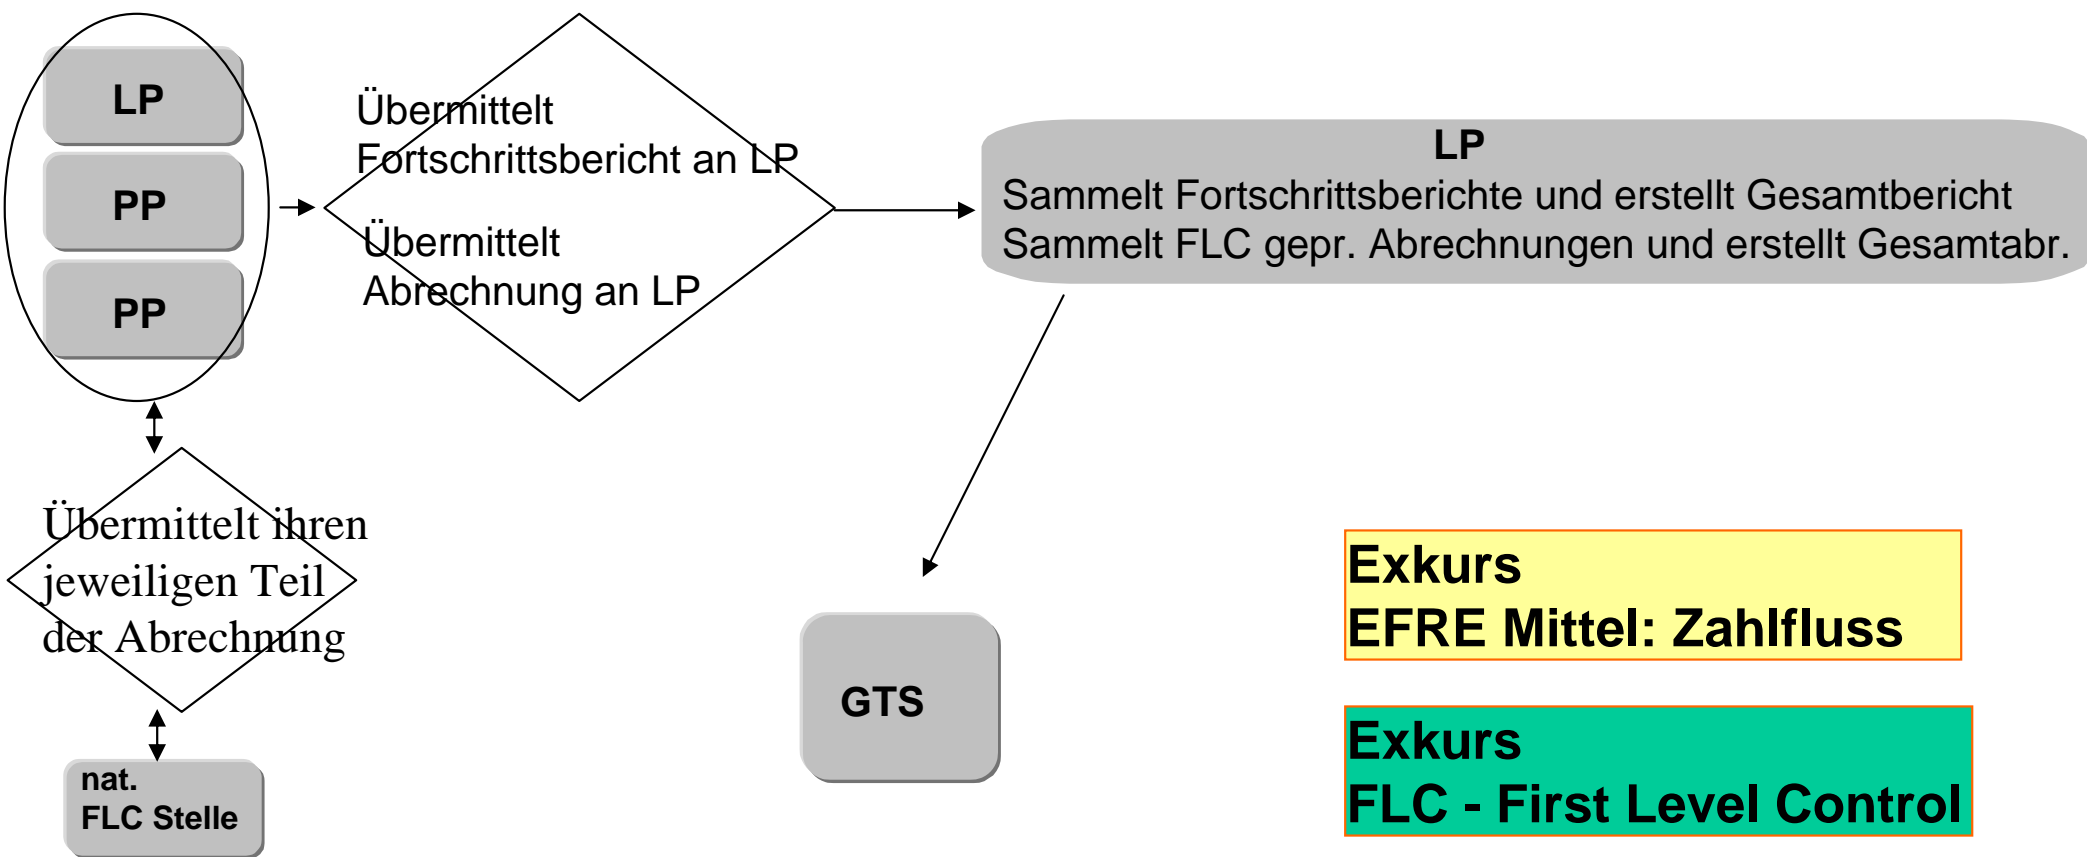 LP
PP
PP
Übermittelt
Fortschrittsbericht an LP
Übermittelt
Abrechnung an LP
LP
Sammelt Fortschrittsberichte und erstellt Gesamtbericht
Sammelt FLC gepr. Abrechnungen und erstellt Gesamtabr.
Übermittelt ihren
jeweiligen Teil
der Abrechnung
nat.
FLC Stelle
GTS
Exkurs
EFRE Mittel: Zahlfluss
Exkurs
FLC - First Level Control